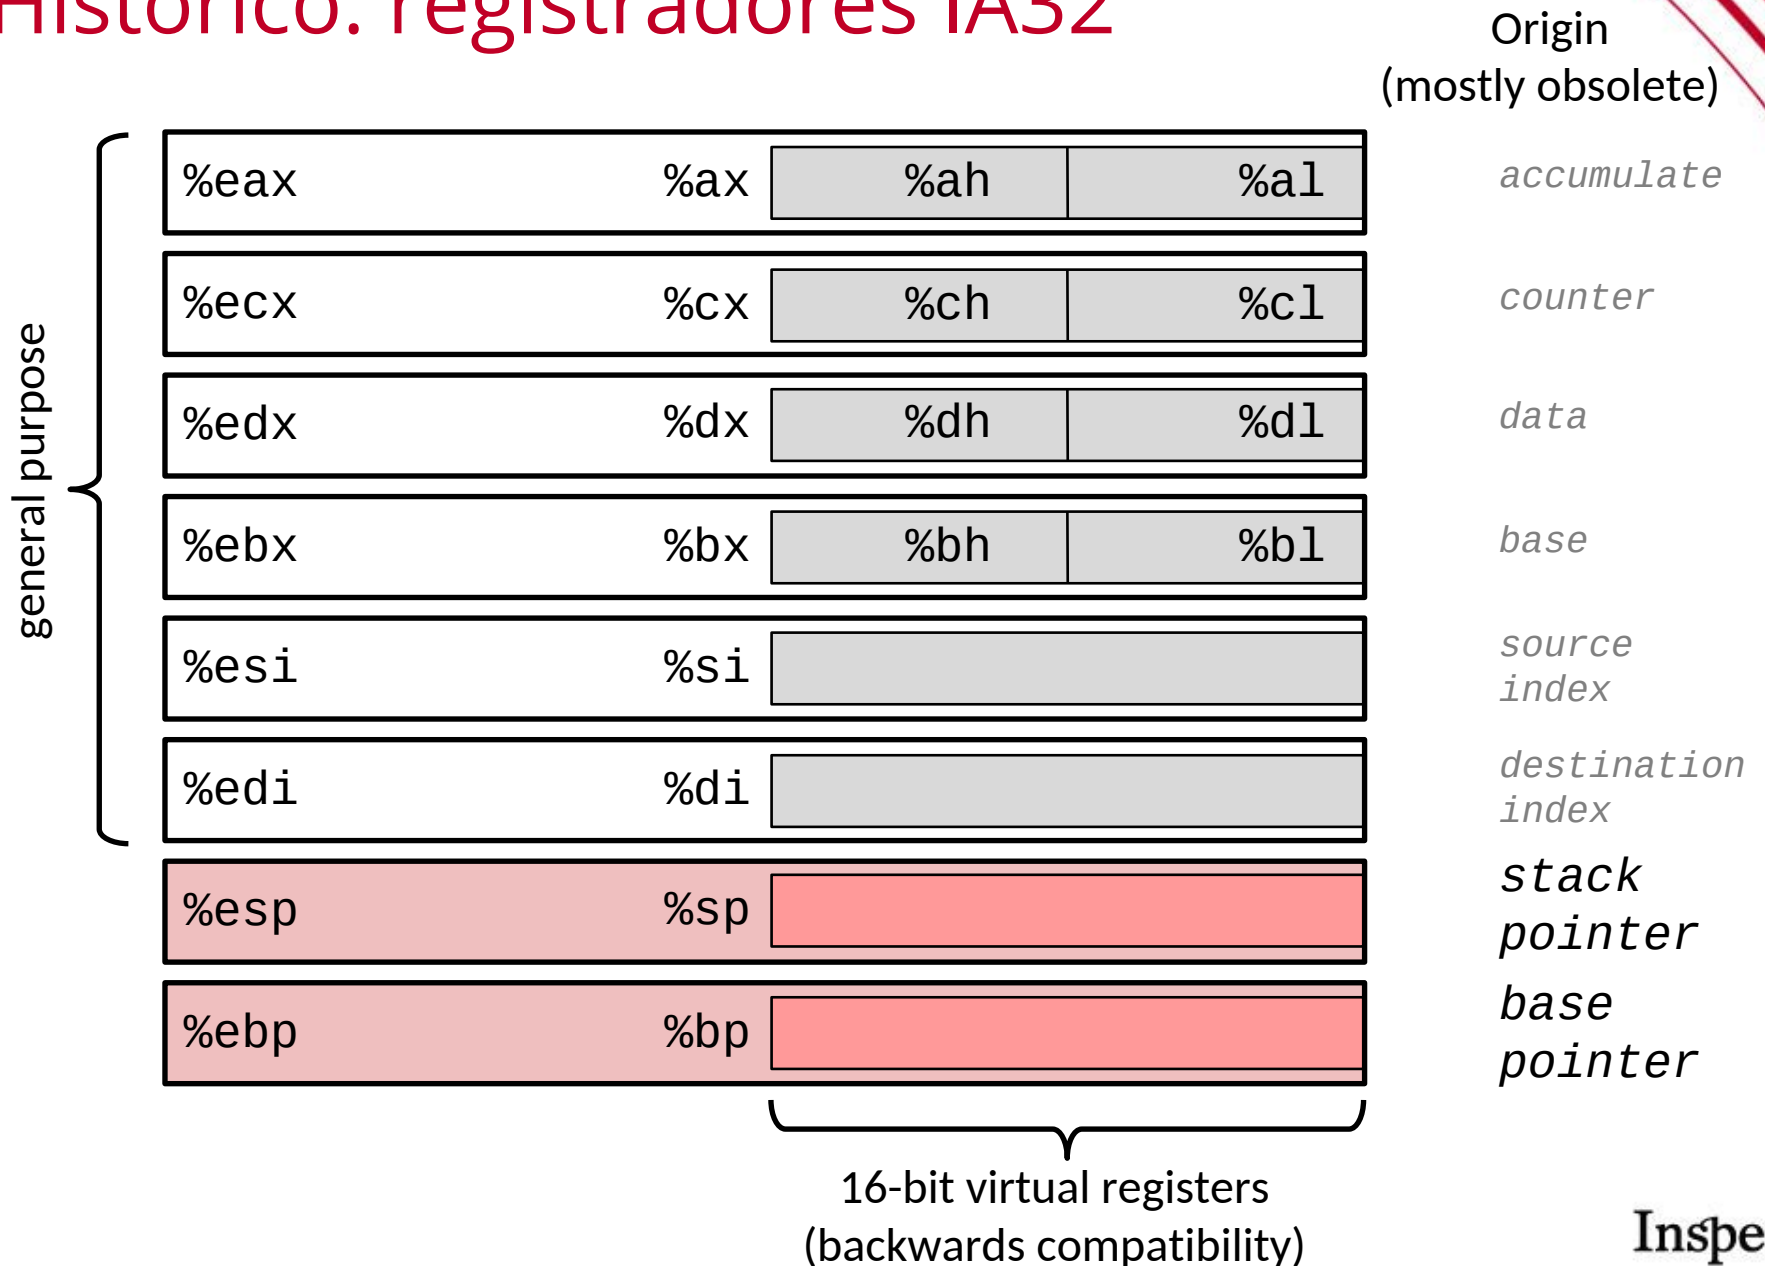 Histórico: registradores IA32
Origin
(mostly obsolete)
general purpose
%eax %ax %ah %al accumulate
%ecx %cx %ch %cl counter
%edx %dx %dh %dl data
%ebx %bx %bh %bl base
%esi %si source
index
%edi %di destination
index
%esp %sp stack
pointer
%ebp %bp base
pointer
16-bit virtual registers
(backwards compatibility)
Inspe